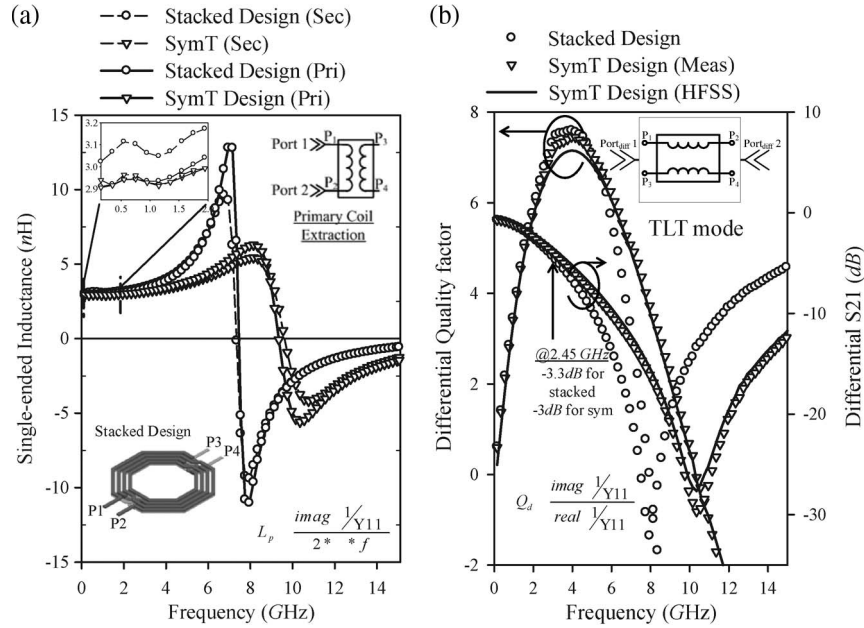 (a)
Stacked Design (Sec)
SymT (Sec)
Stacked Design (Pri)
SymT Design (Pri)
15
10
5
0
-5
-10
-15
Single-ended Inductance (nH)
3.2
3.1
3.0
2.9
0.5 1.0 1.5 2.0
Port 1
Port 2
P1
P2
P3
P4
Primary Coil
Extraction
Stacked Design
P3
P4
P1
P2
Lp imag 1/Y11
2* *f
0 2 4 6 8 10 12 14
Frequency (GHz)
(b)
Stacked Design
SymT Design (Meas)
SymT Design (HFSS)
8
6
4
2
0
-2
Differential Quality factor
Portdiff 1
P1
P2
P3
P4
Portdiff 2
TLT mode
@2.45 GHz
-3.3dB for
stacked
-3dB for sym
Qd imag 1/Y11
real 1/Y11
10
0
-10
-20
-30
Differential S21 (dB)
0 2 4 6 8 10 12 14
Frequency (GHz)